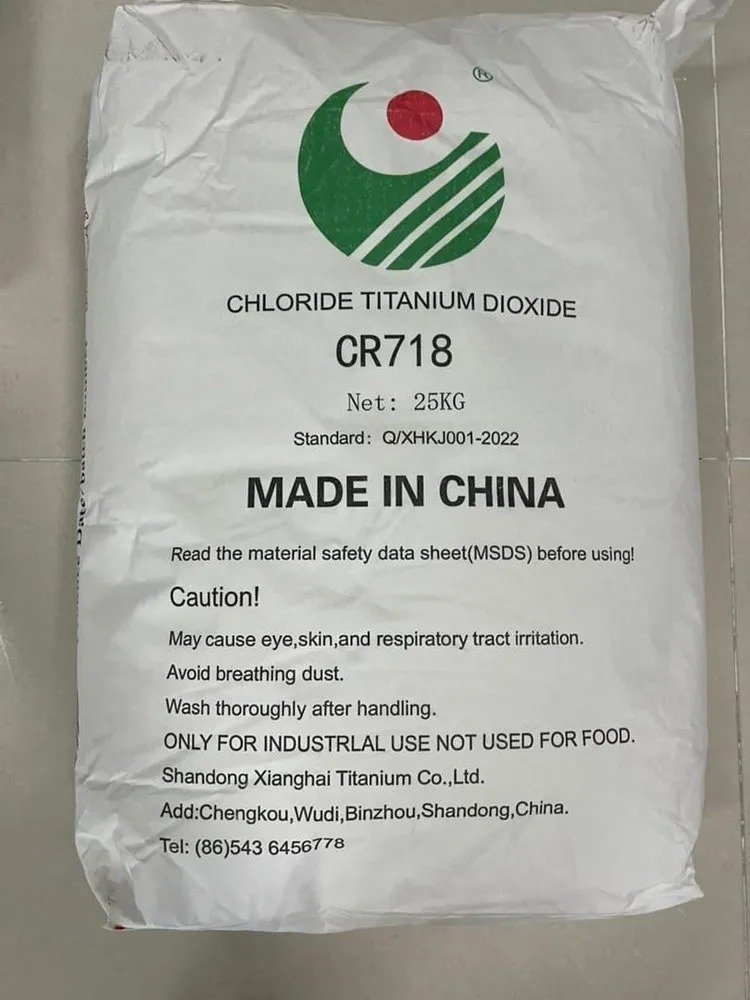 ®
CHLORIDE TITANIUM DIOXIDE
CR718
Net: 25KG
Standard: Q/XHKJ001-2022
MADE IN CHINA
Read the material safety data sheet(MSDS) before using!
Caution!
May cause eye,skin,and respiratory tract irritation.
Avoid breathing dust.
Wash thoroughly after handling.
ONLY FOR INDUSTRLAL USE NOT USED FOR FOOD.
Shandong Xianghai Titanium Co.,Ltd.
Add:Chengkou,Wudi,Binzhou,Shandong,China.
Tel: (86)543 6456778